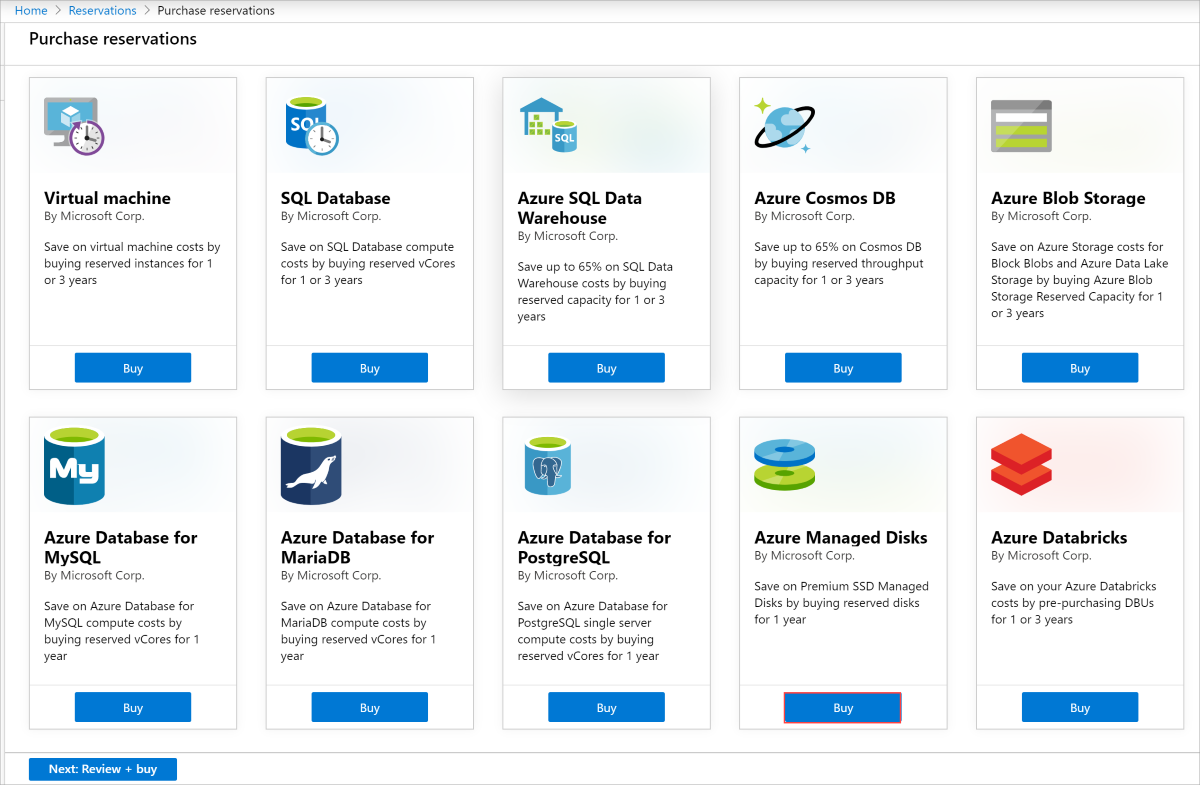 Home > Reservations > Purchase reservations
Purchase reservations
SQL
SQL
Virtual machine
By Microsoft Corp.
Save on virtual machine costs by
buying reserved instances for 1
or 3 years
Buy
SQL Database
By Microsoft Corp.
Save on SQL Database compute
costs by buying reserved vCores
for 1 or 3 years
Buy
Azure SQL Data
Warehouse
By Microsoft Corp.
Save up to 65% on SQL Data
Warehouse costs by buying
reserved capacity for 1 or 3
years
Buy
Azure Cosmos DB
By Microsoft Corp.
Save up to 65% on Cosmos DB
by buying reserved throughput
capacity for 1 or 3 years
Buy
Azure Blob Storage
By Microsoft Corp.
Save on Azure Storage costs for
Block Blobs and Azure Data Lake
Storage by buying Azure Blob
Storage Reserved Capacity for 1
or 3 years
Buy
My
Azure Database for
MySQL
By Microsoft Corp.
Save on Azure Database for
MySQL compute costs by
buying reserved vCores for 1
year
Buy
Azure Database for
MariaDB
By Microsoft Corp.
Save on Azure Database for
MariaDB compute costs by
buying reserved vCores for 1
year
Buy
Azure Database for
PostgreSQL
By Microsoft Corp.
Save on Azure Database for
PostgreSQL single server
compute costs by buying
reserved vCores for 1 year
Buy
Azure Managed Disks
By Microsoft Corp.
Save on Premium SSD Managed
Disks by buying reserved disks
for 1 year
Buy
Azure Databricks
By Microsoft Corp.
Save on your Azure Databricks
costs by pre-purchasing DBUs
for 1 or 3 years
Buy
Next: Review + buy